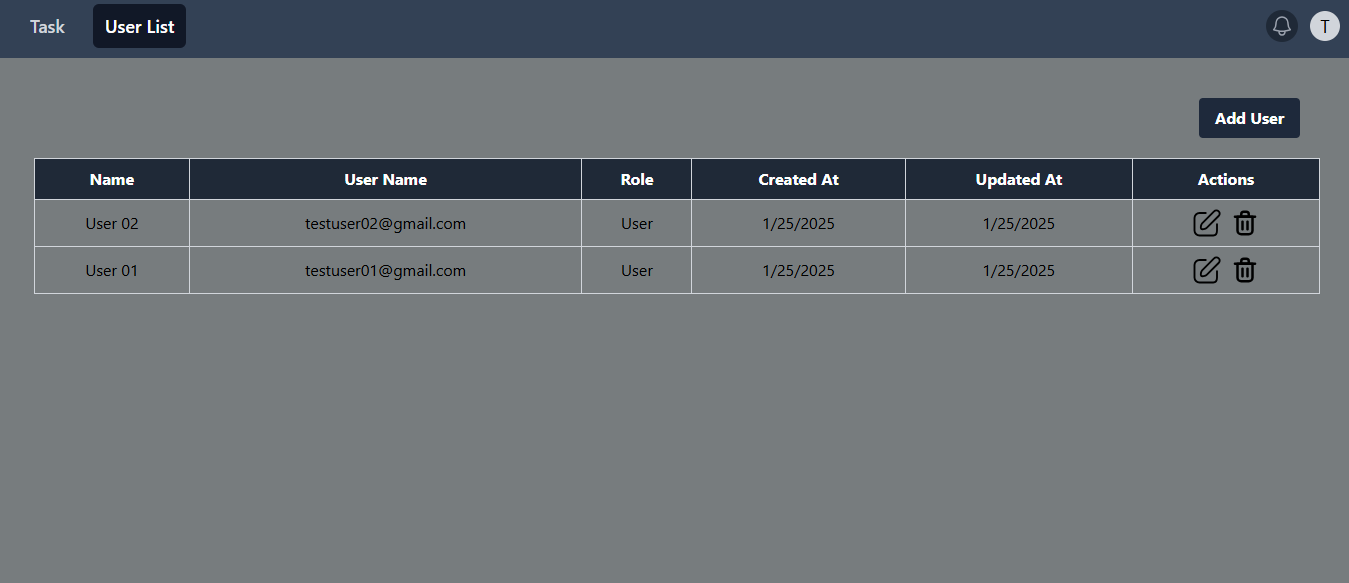 Task User List T
Add User
Name User Name Role Created At Updated At Actions
User 02 testuser02@gmail.com User 1/25/2025 1/25/2025
User 01 testuser01@gmail.com User 1/25/2025 1/25/2025